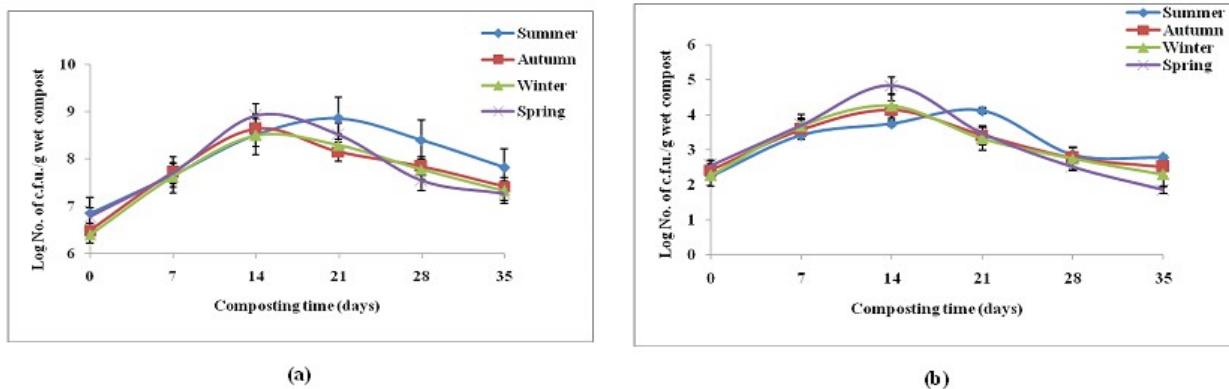 Summer
Autumn
Winter
Spring
10
9
8
7
6
Log No. of c.f.u./g wet compost
0 7 14 21 28 35
Composting time (days)
(a)
Summer
Autumn
Winter
Spring
6
5
4
3
2
1
0
Log No. of c.f.u./g wet compost
0 7 14 21 28 35
Composting time (days)
(b)